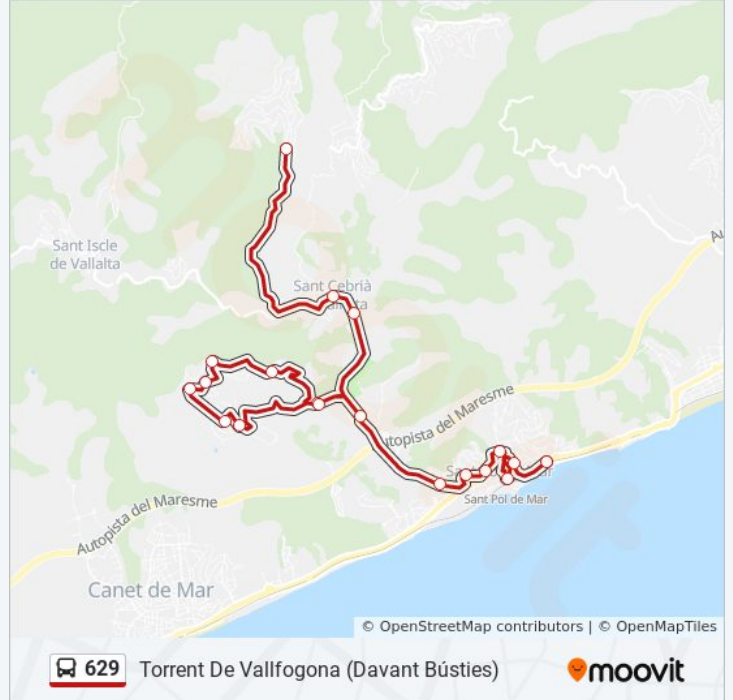 Sant Iscle
de Vallalta
Sant Cebrià
Au
Autopista del Maresme
Sant Pol de Mar
Autopista del Maresme
Canet de Mar
© OpenStreetMap contributors | © OpenMapTiles
629
Torrent De Vallfogona (Davant Bústies)
moovit